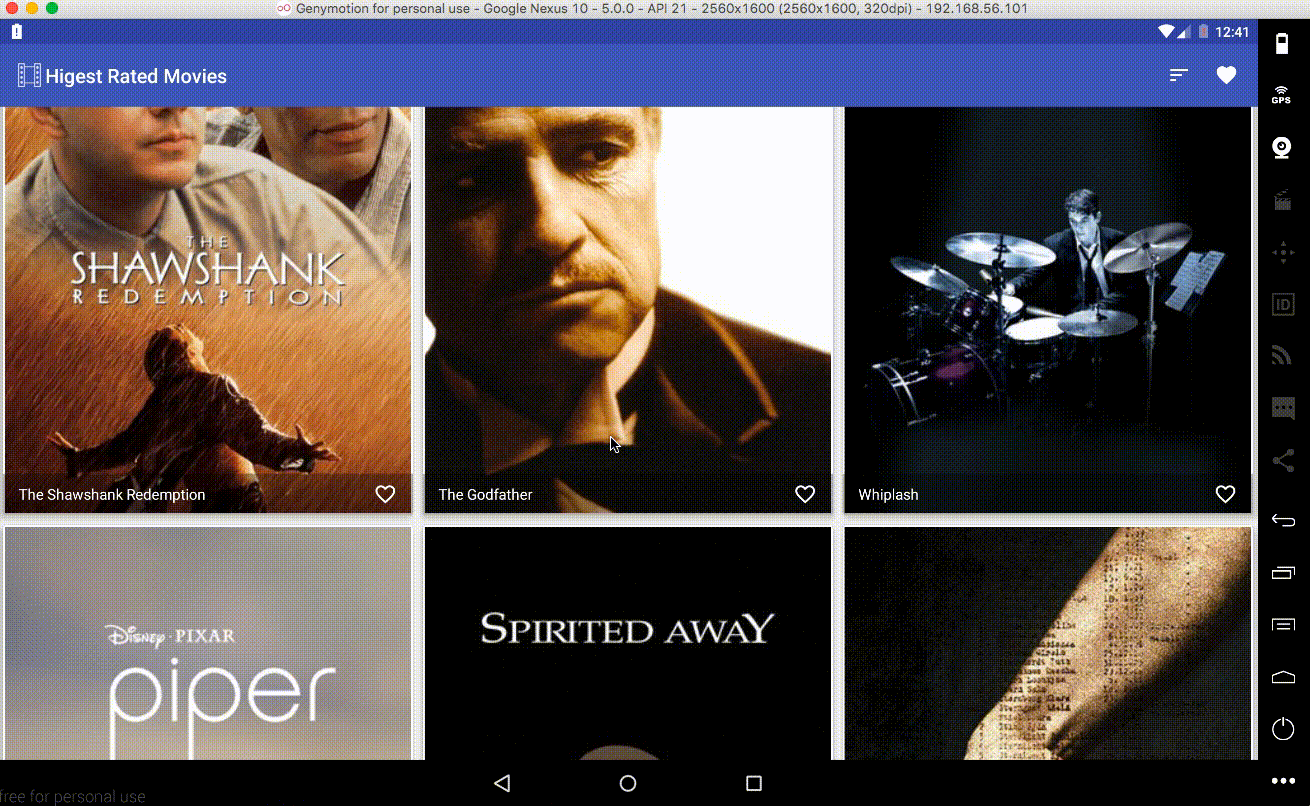 Genymotion for personal use - Google Nexus 10 - 5.0.0 - API 21 - 2560x1600 (2560x1600, 320dpi) - 192.168.56.101
12:41
Higest Rated Movies
GPS
THE
SHAWSHANK
REDEMPTION
ID
The Shawshank Redemption
The Godfather
Whiplash
Disney · PIXAR
piper
SPIRITED AWAY
free for personal use